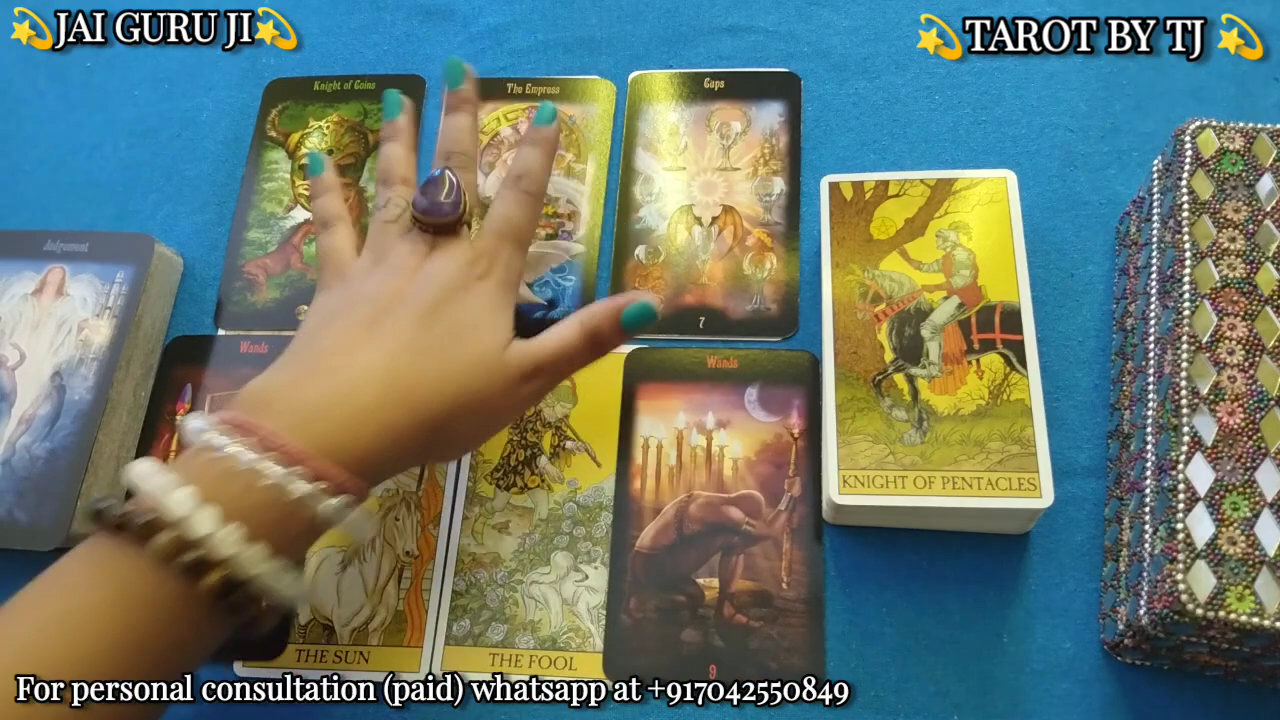 💫JAI GURU JI💫
💫TAROT BY TJ 💫
Knight of Coins
The Empress
Cups
7
Judgement
KNIGHT OF PENTACLES
Wands
Wands
THE SUN
THE FOOL
9
For personal consultation (paid) whatsapp at +917042550849